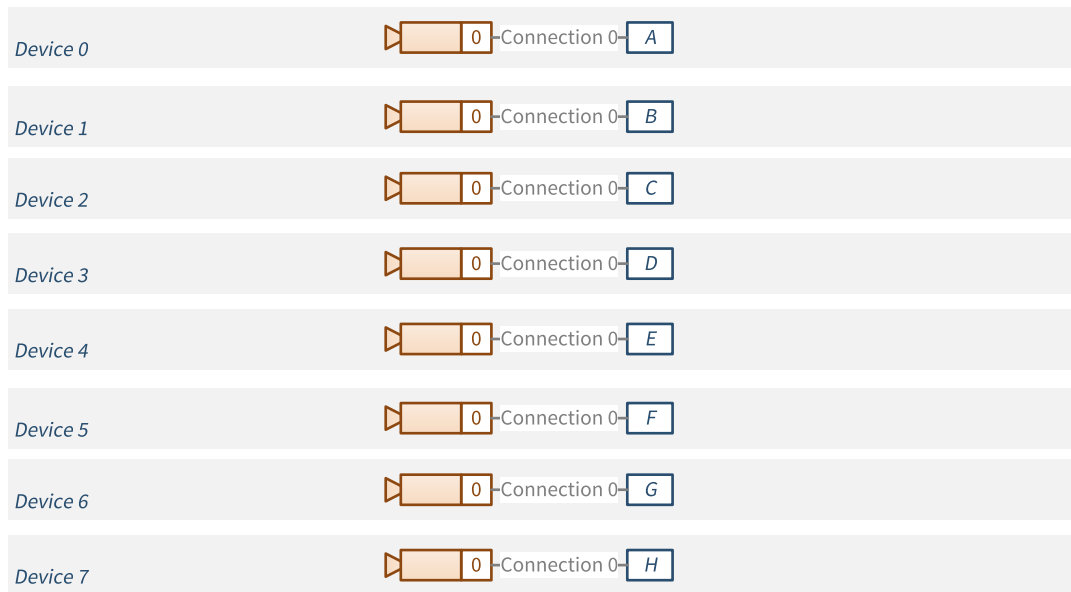 Device 0 0 Connection 0 A
Device 1 0 Connection 0 B
Device 2 0 Connection 0 C
Device 3 0 Connection 0 D
Device 4 0 Connection 0 E
Device 5 0 Connection 0 F
Device 6 0 Connection 0 G
Device 7 0 Connection 0 H